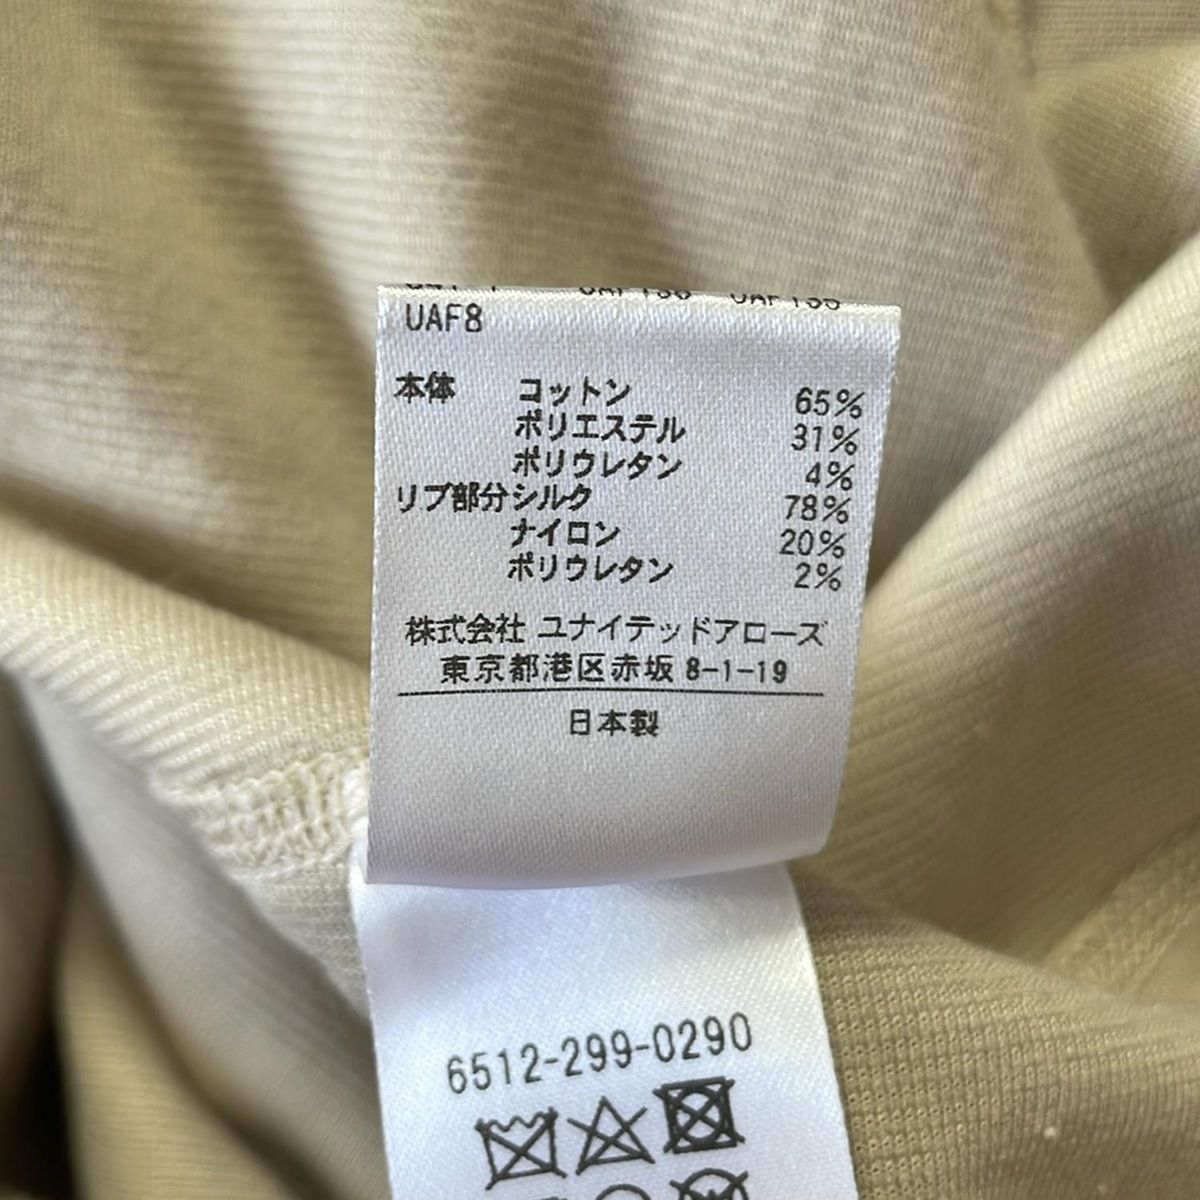 UAF8
本体 コットン 65%
ポリエステル 31%
ポリウレタン 4%
リブ部分 シルク 78%
ナイロン 20%
ポリウレタン 2%
株式会社 ユナイテッドアローズ
東京都港区赤坂 8-1-19
日本製
6512-299-0290